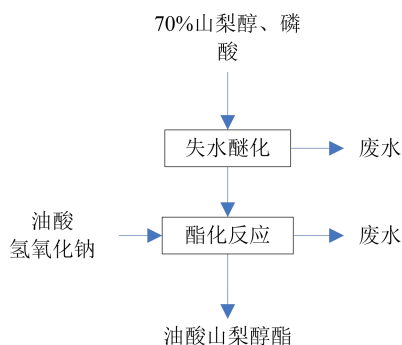 70%山梨醇、磷
酸
失水醚化
废水
油酸
氢氧化钠
酯化反应
废水
油酸山梨醇酯